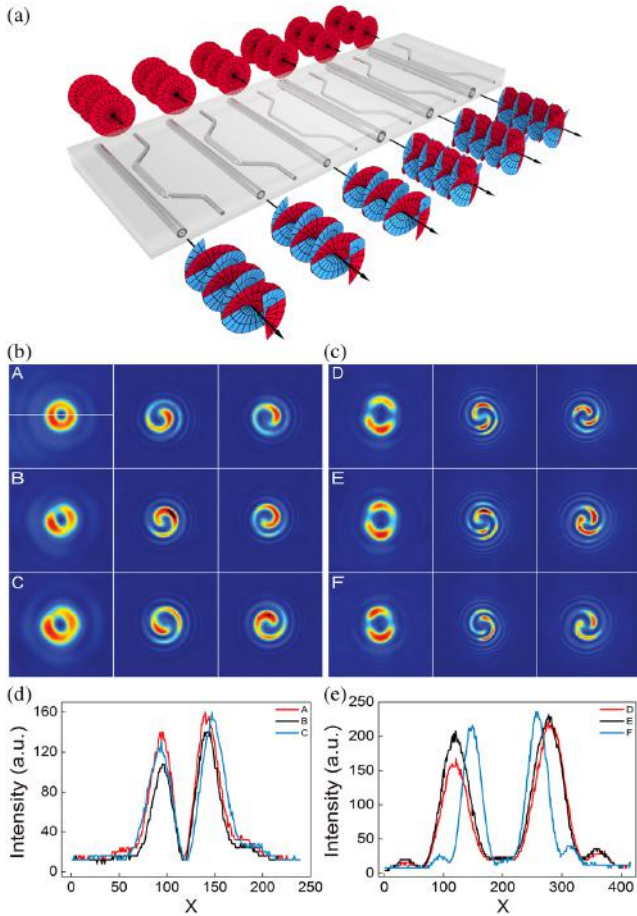 (a)
(b)
(c)
A
D
B
E
C
F
(d)
(e)
160
120
80
40
0
Intensity (a.u.)
A
B
C
0 50 100 150 200 250
X
250
200
150
100
50
0
Intensity (a.u.)
D
E
F
0 100 200 300 400
X